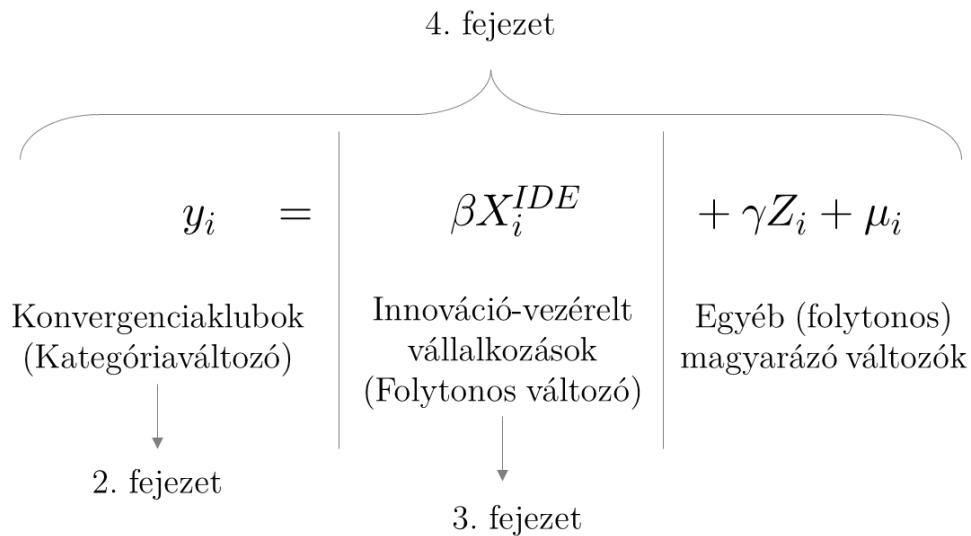 4. fejezet
y_i = βX_i^{IDE} + γZ_i + μ_i
Konvergenciaklubok
(Kategóriaváltozó)
2. fejezet
Innováció-vezérelt
vállalkozások
(Folytonos változó)
3. fejezet
Egyéb (folytonos)
magyarázó változók